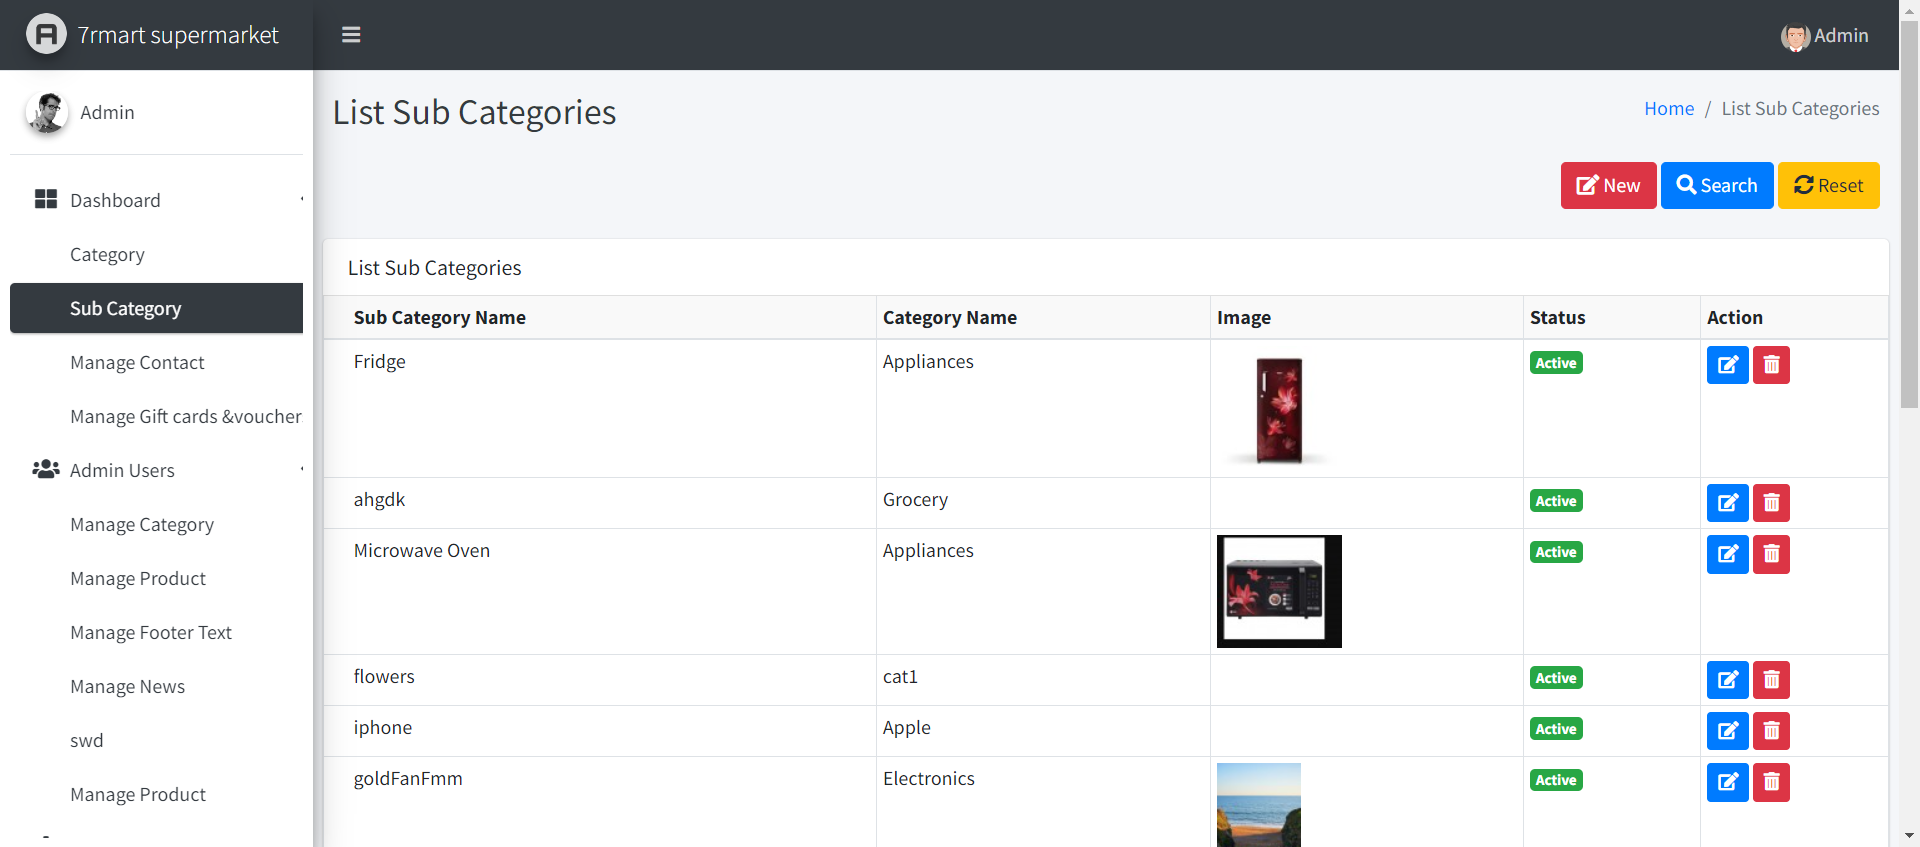 7rmart supermarket
Admin
Admin
List Sub Categories
Home / List Sub Categories
New
Search
Reset
Dashboard
Category
Sub Category
Manage Contact
Manage Gift cards &voucher
Admin Users
Manage Category
Manage Product
Manage Footer Text
Manage News
swd
Manage Product
List Sub Categories
Sub Category Name Category Name Image Status Action
Fridge Appliances Active
ahgdk Grocery Active
Microwave Oven Appliances Active
flowers cat1 Active
iphone Apple Active
goldFanFmm Electronics Active